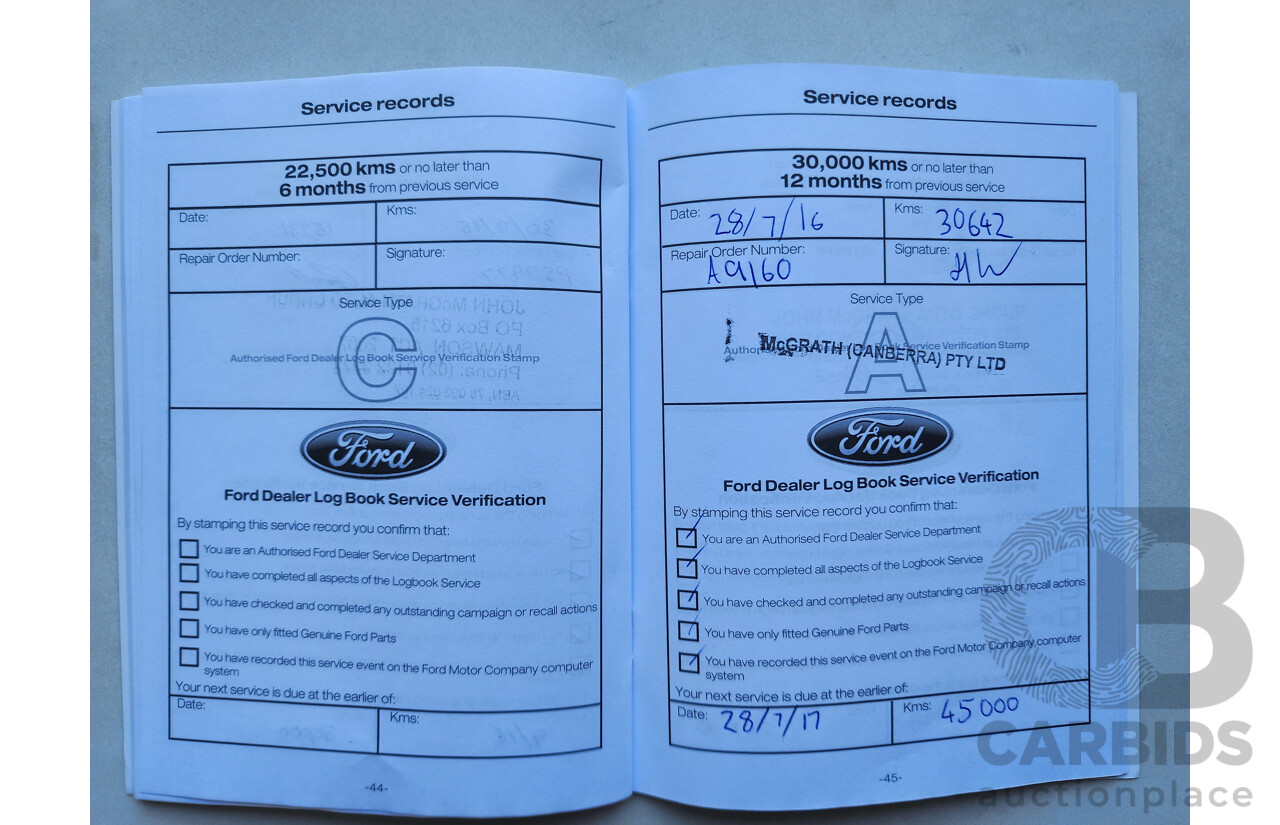 Service records
22,500 kms or no later than
6 months from previous service
Date:
Kms:
Repair Order Number:
Signature:
Service Type
C
Authorised Ford Dealer Log Book Service Verification Stamp
Ford
Ford Dealer Log Book Service Verification
By stamping this service record you confirm that:
You are an Authorised Ford Dealer Service Department
You have completed all aspects of the Logbook Service
You have checked and completed any outstanding campaign or recall actions
You have only fitted Genuine Ford Parts
You have recorded this service event on the Ford Motor Company computer
system
Your next service is due at the earlier of:
Date:
Kms:
-44-
Service records
30,000 kms or no later than
12 months from previous service
Date: 28/7/16
Kms: 30642
Repair Order Number:
A9160
Signature:
Service Type
A
McGRATH (CANBERRA) PTY LTD
Verification Stamp
Ford
Ford Dealer Log Book Service Verification
By stamping this service record you confirm that:
You are an Authorised Ford Dealer Service Department
You have completed all aspects of the Logbook Service
You have checked and completed any outstanding campaign or recall actions
You have only fitted Genuine Ford Parts
You have recorded this service event on the Ford Motor Company computer
system
Your next service is due at the earlier of:
Date: 28/7/17
Kms: 45000
-45-
CB
CARBIDS
auctionplace